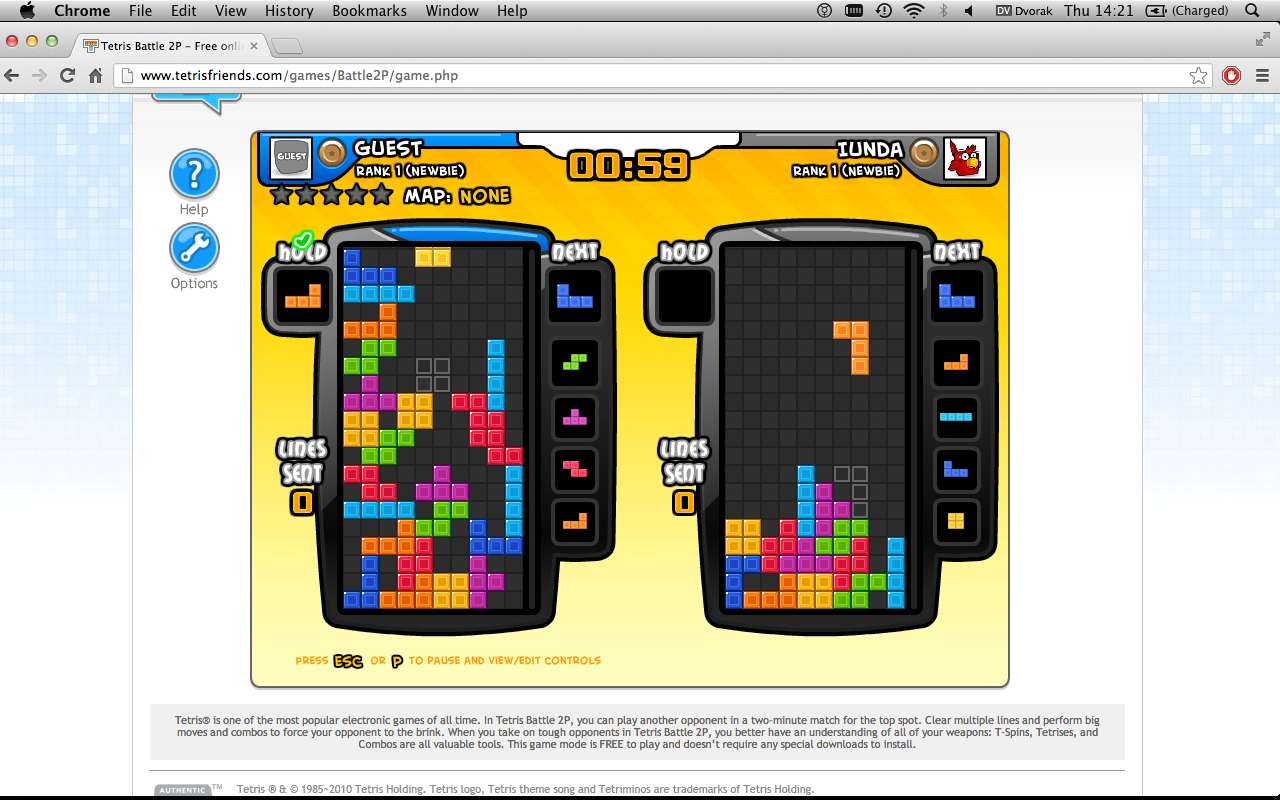 Chrome File Edit View History Bookmarks Window Help DV Dvorak Thu 14:21 (Charged)
Tetris Battle 2P – Free onli
www.tetrisfriends.com/games/Battle2P/game.php
Help
Options
GUEST
GUEST
RANK 1 (NEWBIE)
MAP: NONE
00:59
IUNDA
RANK 1 (NEWBIE)
HOLD
NEXT
HOLD
NEXT
LINES
SENT
0
LINES
SENT
0
PRESS ESC OR P TO PAUSE AND VIEW/EDIT CONTROLS
Tetris® is one of the most popular electronic games of all time. In Tetris Battle 2P, you can play another opponent in a two-minute match for the top spot. Clear multiple lines and perform big
moves and combos to force your opponent to the brink. When you take on tough opponents in Tetris Battle 2P, you better have an understanding of all of your weapons: T-Spins, Tetrises, and
Combos are all valuable tools. This game mode is FREE to play and doesn't require any special downloads to install.
AUTHENTIC TM
Tetris ® & © 1985~2010 Tetris Holding. Tetris logo, Tetris theme song and Tetriminos are trademarks of Tetris Holding.